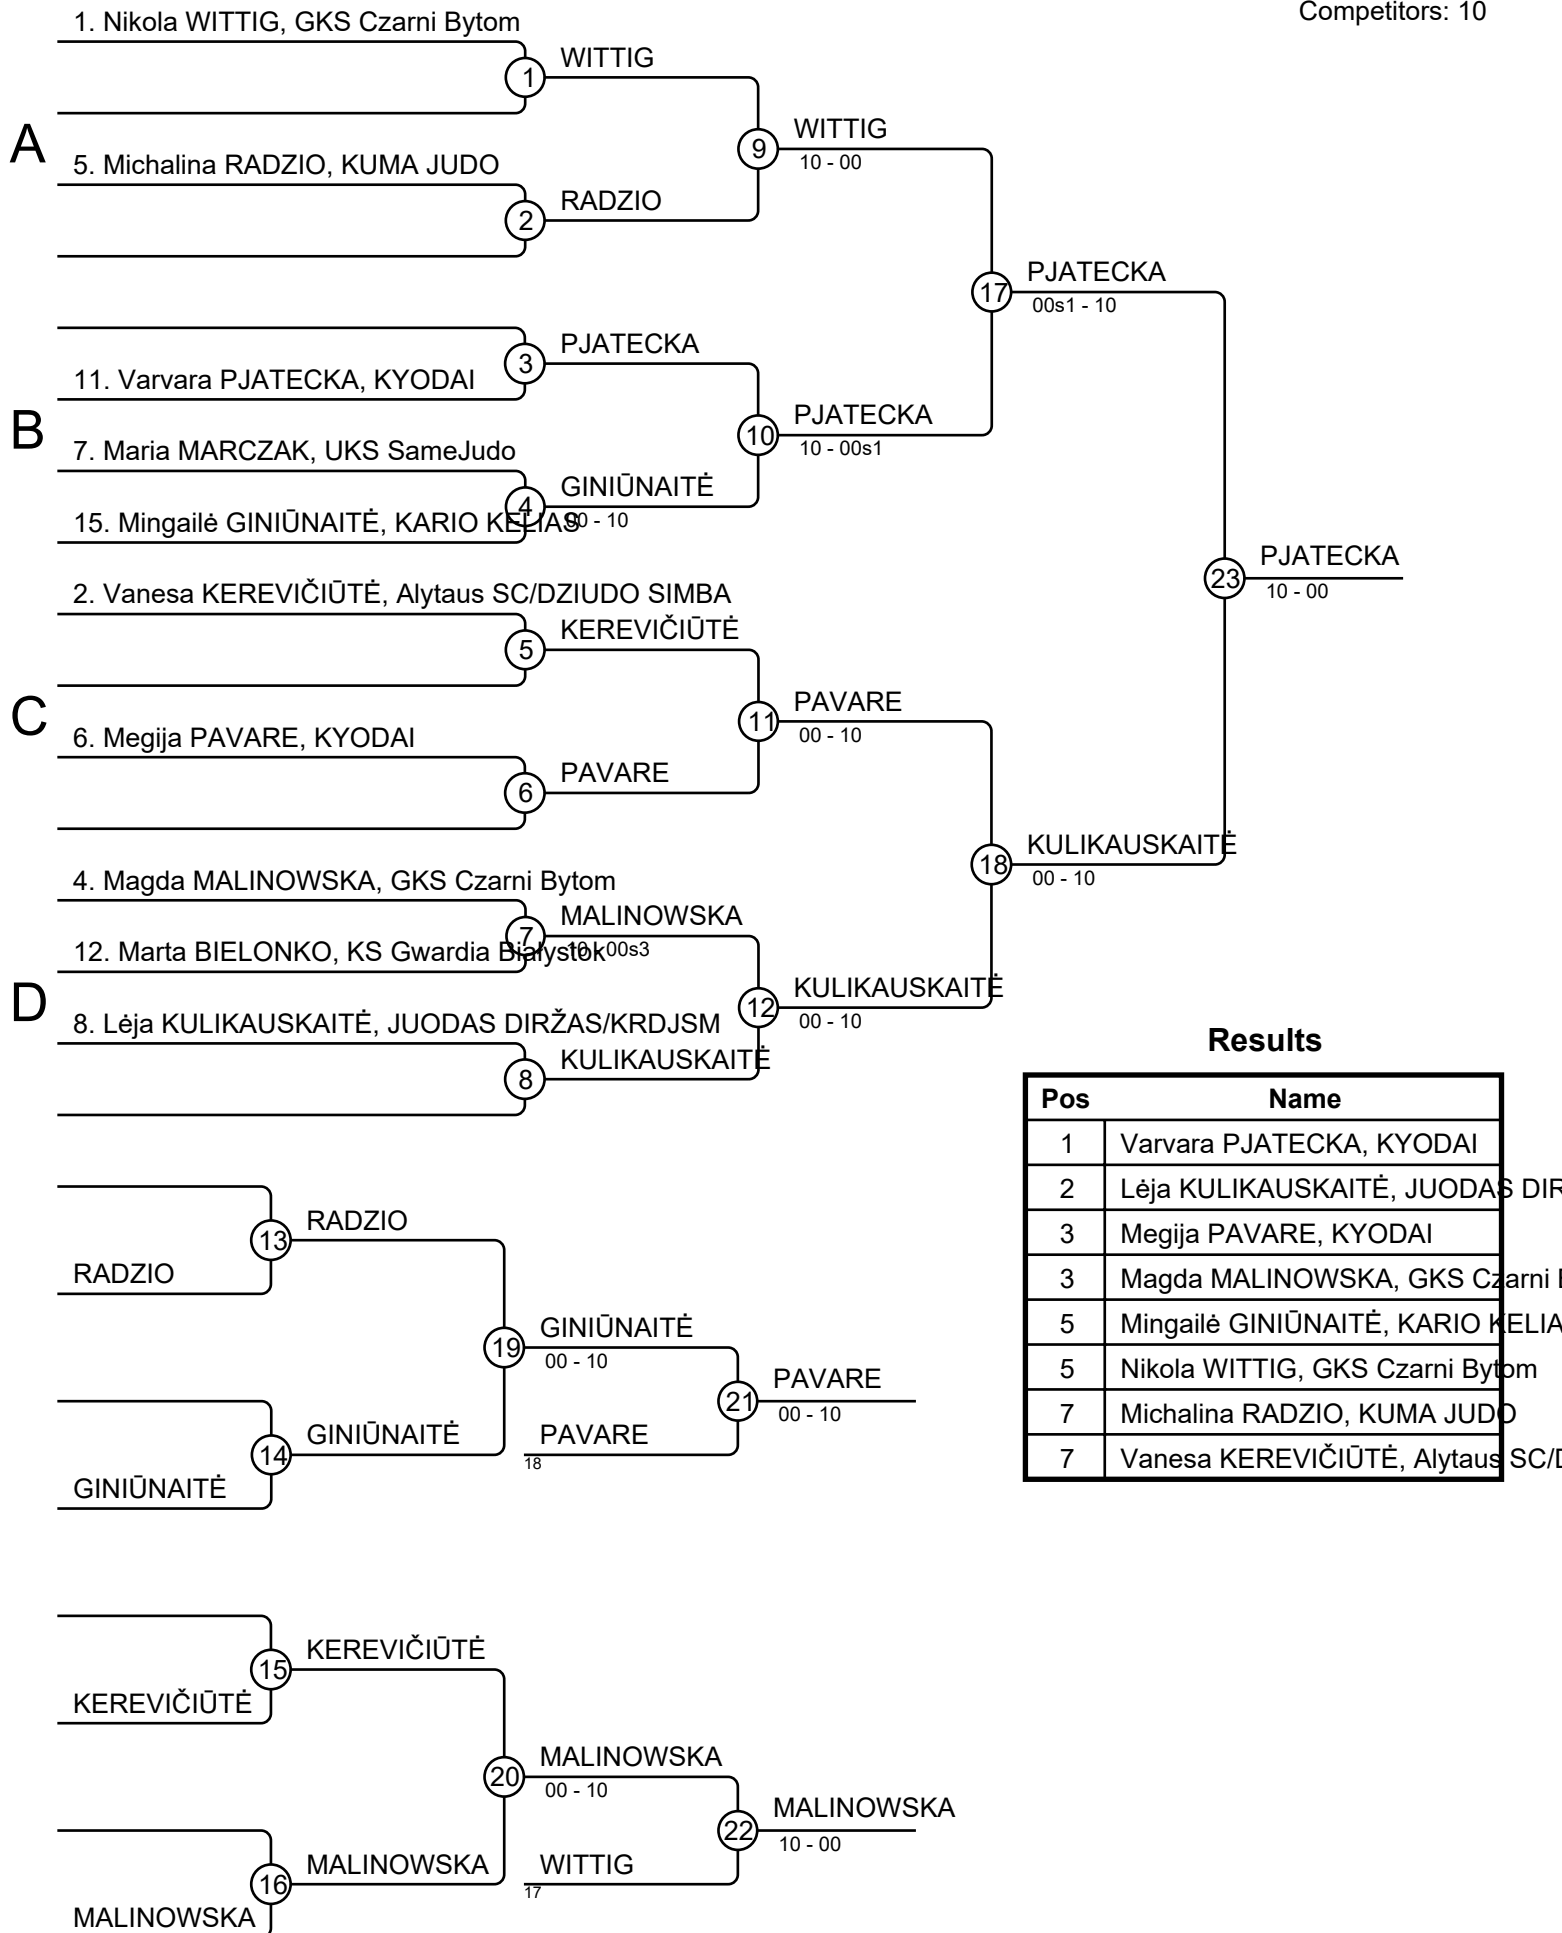 Competitors: 10
1. Nikola WITTIG, GKS Czarni Bytom
1
WITTIG
A
9
WITTIG
10 - 00
5. Michalina RADZIO, KUMA JUDO
2
RADZIO
17
PJATECKA
00s1 - 10
3
PJATECKA
11. Varvara PJATECKA, KYODAI
B
10
PJATECKA
10 - 00s1
7. Maria MARCZAK, UKS SameJudo
4
GINIŪNAITĖ
00 - 10
15. Mingailė GINIŪNAITĖ, KARIO KELIAS
23
PJATECKA
10 - 00
2. Vanesa KEREVIČIŪTĖ, Alytaus SC/DZIUDO SIMBA
5
KEREVIČIŪTĖ
C
11
PAVARE
00 - 10
6. Megija PAVARE, KYODAI
6
PAVARE
18
KULIKAUSKAITĖ
00 - 10
4. Magda MALINOWSKA, GKS Czarni Bytom
7
MALINOWSKA
10 - 00s3
12. Marta BIELONKO, KS Gwardia Białystok
D
12
KULIKAUSKAITĖ
00 - 10
8. Lėja KULIKAUSKAITĖ, JUODAS DIRŽAS/KRDJSM
8
KULIKAUSKAITĖ
Results
Pos Name
1 Varvara PJATECKA, KYODAI
2 Lėja KULIKAUSKAITĖ, JUODAS DIR
3 Megija PAVARE, KYODAI
3 Magda MALINOWSKA, GKS Czarni
5 Mingailė GINIŪNAITĖ, KARIO KELIA
5 Nikola WITTIG, GKS Czarni Bytom
7 Michalina RADZIO, KUMA JUDO
7 Vanesa KEREVIČIŪTĖ, Alytaus SC/
13
RADZIO
RADZIO
19
GINIŪNAITĖ
00 - 10
21
PAVARE
00 - 10
14
GINIŪNAITĖ
PAVARE
18
GINIŪNAITĖ
15
KEREVIČIŪTĖ
KEREVIČIŪTĖ
20
MALINOWSKA
00 - 10
22
MALINOWSKA
10 - 00
16
MALINOWSKA
WITTIG
17
MALINOWSKA